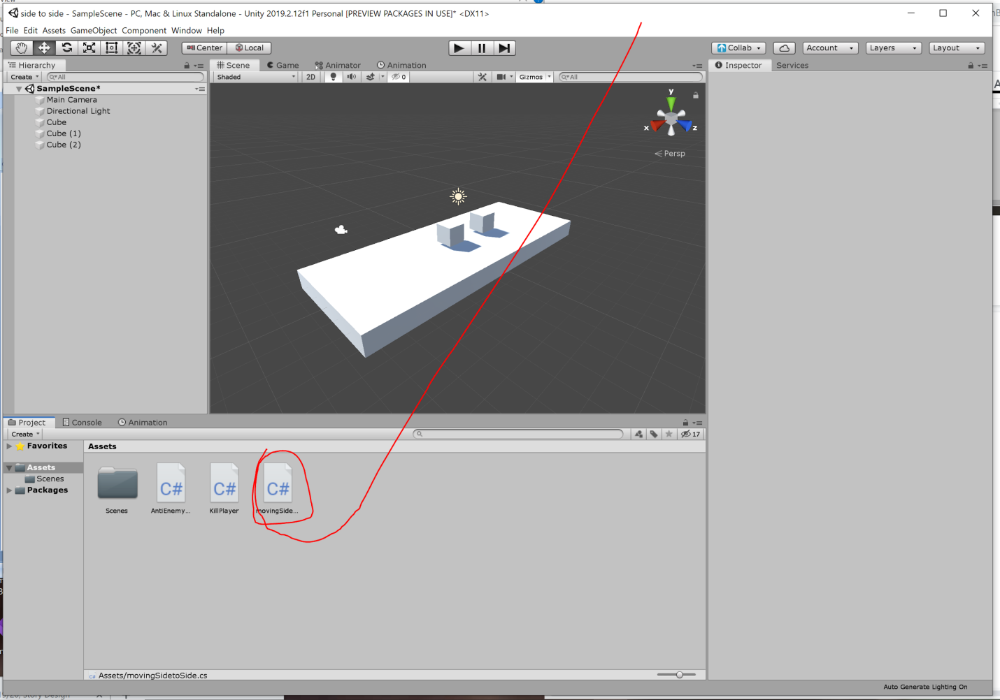 side to side - SampleScene - PC, Mac & Linux Standalone - Unity 2019.2.12f1 Personal [PREVIEW PACKAGES IN USE]* <DX11>
File Edit Assets GameObject Component Window Help
Center Local Collab Account Layers Layout
Hierarchy Scene Game Animator Animation Inspector Services
Create All Shaded 2D 0 Gizmos All
SampleScene*
Main Camera
Directional Light
Cube
Cube (1)
Cube (2)
y
x z
Persp
Project Console Animation
Create 17
Favorites Assets
Assets
Scenes
Packages
C# C# C#
Scenes AntiEnemy... KillPlayer movingSide...
C# Assets/movingSidetoSide.cs
Auto Generate Lighting On